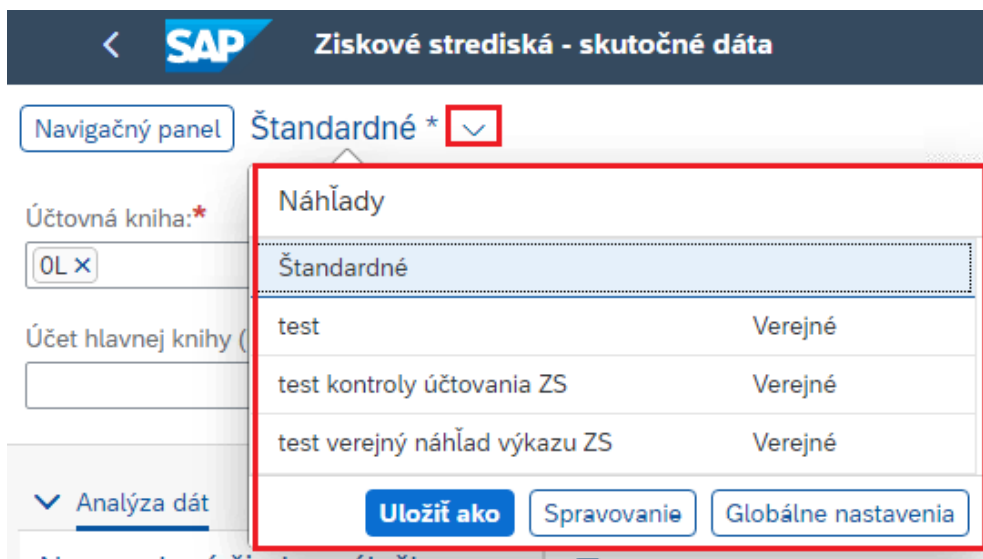 SAP Ziskové strediská - skutočné dáta
Navigačný panel Štandardné *
Náhľady
Účtovná kniha:*
0L ×
Štandardné
Účet hlavnej knihy (
test Verejné
test kontroly účtovania ZS Verejné
test verejný náhľad výkazu ZS Verejné
Analýza dát
Uložiť ako Spravovanie Globálne nastavenia